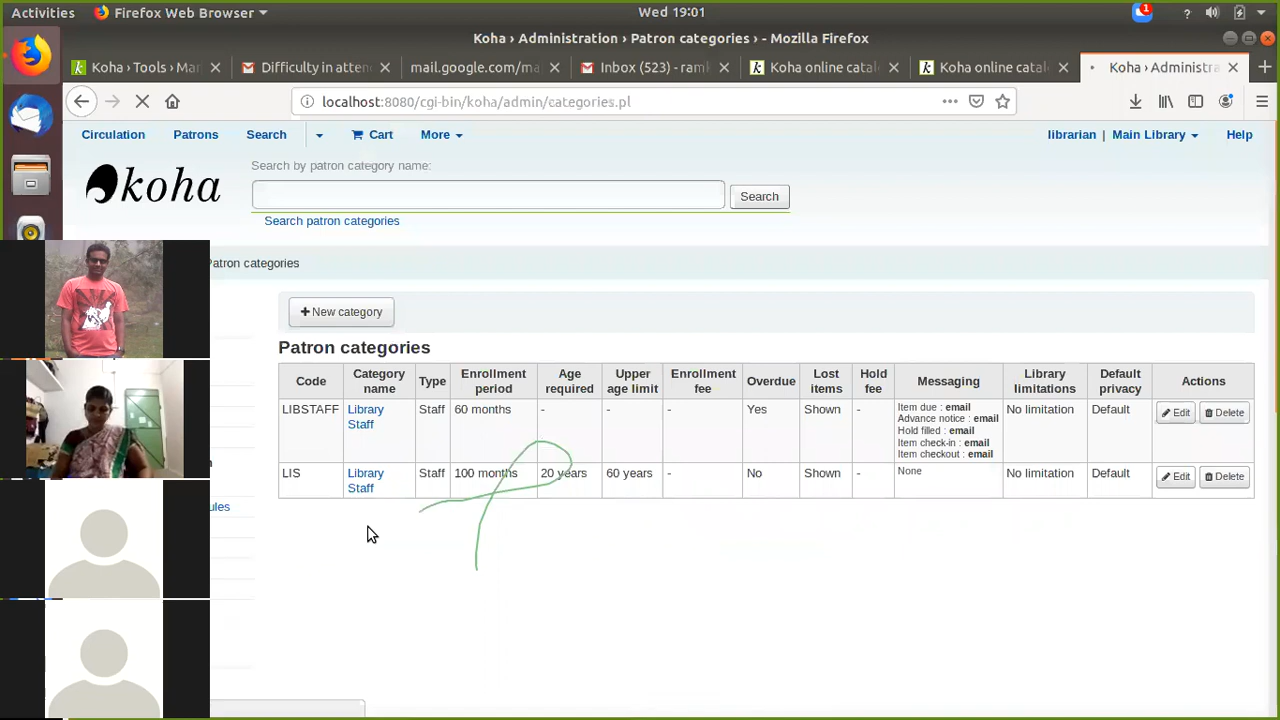 Activities Firefox Web Browser Wed 19:01 1 ?
Koha › Administration › Patron categories › - Mozilla Firefox
Koha › Tools › Ma Difficulty in atten mail.google.com/m Inbox (523) - ram Koha online catal Koha online catal Koha › Administra
localhost:8080/cgi-bin/koha/admin/categories.pl
Circulation Patrons Search Cart More librarian | Main Library Help
Search by patron category name:
koha
Search
Search patron categories
Patron categories
+ New category
Patron categories
Code Category name Type Enrollment period Age required Upper age limit Enrollment fee Overdue Lost items Hold fee Messaging Library limitations Default privacy Actions
LIBSTAFF Library Staff Staff 60 months - - - Yes Shown - Item due : email No limitation Default Edit Delete
Advance notice : email
Hold filled : email
Item check-in : email
Item checkout : email
LIS Library Staff Staff 100 months 20 years 60 years - No Shown - None No limitation Default Edit Delete
ules